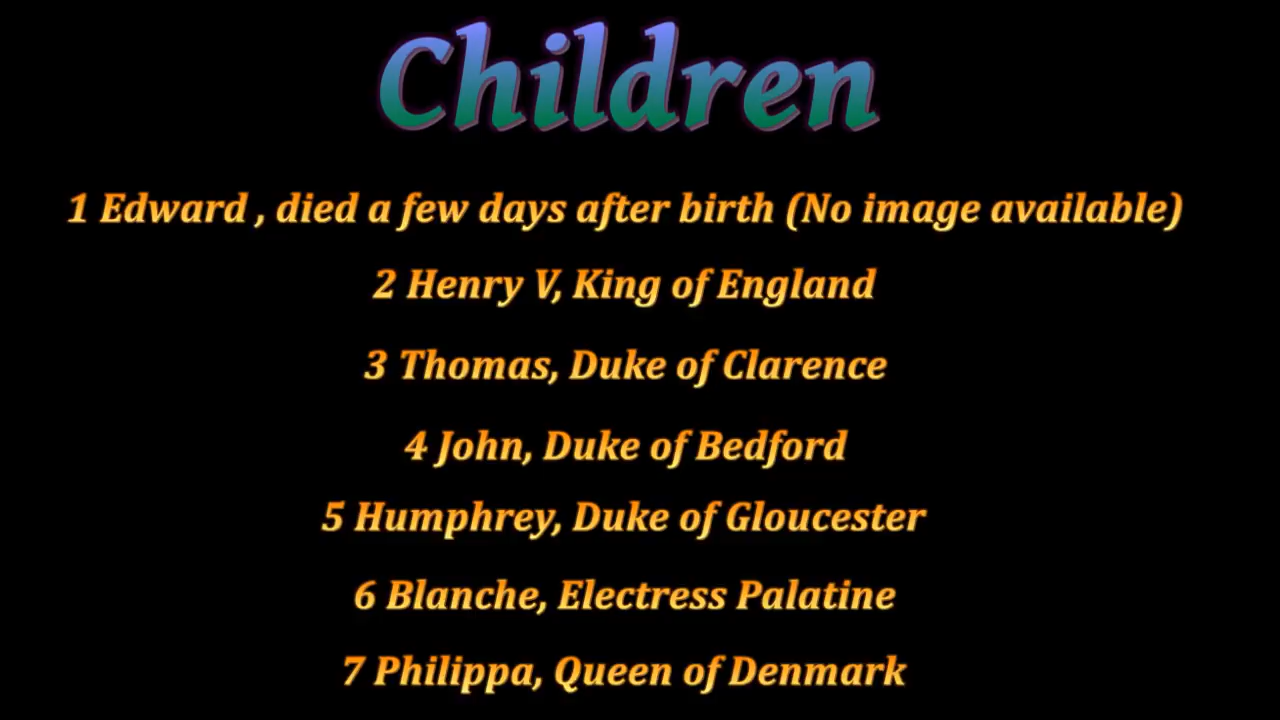 Children
1 Edward , died a few days after birth (No image available)
2 Henry V, King of England
3 Thomas, Duke of Clarence
4 John, Duke of Bedford
5 Humphrey, Duke of Gloucester
6 Blanche, Electress Palatine
7 Philippa, Queen of Denmark